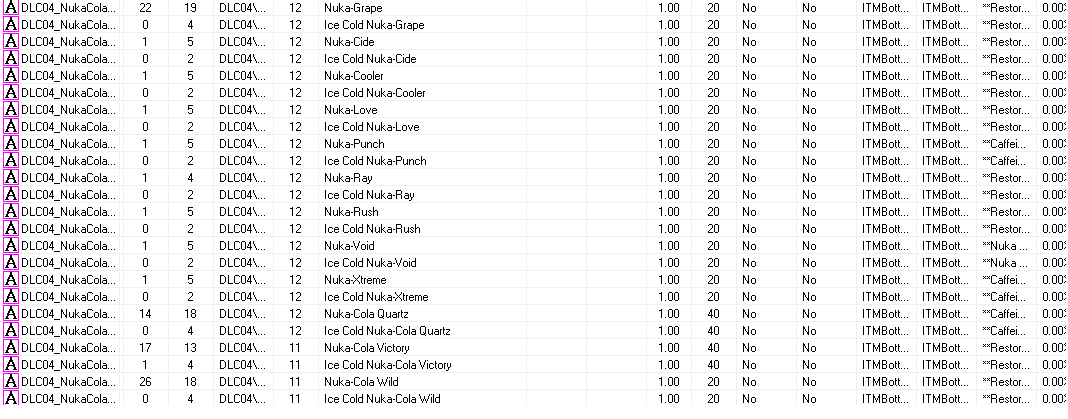 DLC04_NukaCola... 22 19 DLC04\... 12 Nuka-Grape 1.00 20 No No ITMBott... ITMBott... **Restor... 0.00%
DLC04_NukaCola... 0 4 DLC04\... 12 Ice Cold Nuka-Grape 1.00 20 No No ITMBott... ITMBott... **Restor... 0.00%
DLC04_NukaCola... 1 5 DLC04\... 12 Nuka-Cide 1.00 20 No No ITMBott... ITMBott... **Restor... 0.00%
DLC04_NukaCola... 0 2 DLC04\... 12 Ice Cold Nuka-Cide 1.00 20 No No ITMBott... ITMBott... **Restor... 0.00%
DLC04_NukaCola... 1 5 DLC04\... 12 Nuka-Cooler 1.00 20 No No ITMBott... ITMBott... **Restor... 0.00%
DLC04_NukaCola... 0 2 DLC04\... 12 Ice Cold Nuka-Cooler 1.00 20 No No ITMBott... ITMBott... **Restor... 0.00%
DLC04_NukaCola... 1 5 DLC04\... 12 Nuka-Love 1.00 20 No No ITMBott... ITMBott... **Restor... 0.00%
DLC04_NukaCola... 0 2 DLC04\... 12 Ice Cold Nuka-Love 1.00 20 No No ITMBott... ITMBott... **Restor... 0.00%
DLC04_NukaCola... 1 5 DLC04\... 12 Nuka-Punch 1.00 20 No No ITMBott... ITMBott... **Caffei... 0.00%
DLC04_NukaCola... 0 2 DLC04\... 12 Ice Cold Nuka-Punch 1.00 20 No No ITMBott... ITMBott... **Caffei... 0.00%
DLC04_NukaCola... 1 4 DLC04\... 12 Nuka-Ray 1.00 20 No No ITMBott... ITMBott... **Restor... 0.00%
DLC04_NukaCola... 0 2 DLC04\... 12 Ice Cold Nuka-Ray 1.00 20 No No ITMBott... ITMBott... **Restor... 0.00%
DLC04_NukaCola... 1 5 DLC04\... 12 Nuka-Rush 1.00 20 No No ITMBott... ITMBott... **Restor... 0.00%
DLC04_NukaCola... 0 2 DLC04\... 12 Ice Cold Nuka-Rush 1.00 20 No No ITMBott... ITMBott... **Restor... 0.00%
DLC04_NukaCola... 1 5 DLC04\... 12 Nuka-Void 1.00 20 No No ITMBott... ITMBott... **Nuka ... 0.00%
DLC04_NukaCola... 0 2 DLC04\... 12 Ice Cold Nuka-Void 1.00 20 No No ITMBott... ITMBott... **Nuka ... 0.00%
DLC04_NukaCola... 1 5 DLC04\... 12 Nuka-Xtreme 1.00 20 No No ITMBott... ITMBott... **Caffei... 0.00%
DLC04_NukaCola... 0 2 DLC04\... 12 Ice Cold Nuka-Xtreme 1.00 20 No No ITMBott... ITMBott... **Caffei... 0.00%
DLC04_NukaCola... 14 18 DLC04\... 12 Nuka-Cola Quartz 1.00 40 No No ITMBott... ITMBott... **Caffei... 0.00%
DLC04_NukaCola... 0 4 DLC04\... 12 Ice Cold Nuka-Cola Quartz 1.00 40 No No ITMBott... ITMBott... **Caffei... 0.00%
DLC04_NukaCola... 17 13 DLC04\... 11 Nuka-Cola Victory 1.00 40 No No ITMBott... ITMBott... **Restor... 0.00%
DLC04_NukaCola... 1 4 DLC04\... 11 Ice Cold Nuka-Cola Victory 1.00 40 No No ITMBott... ITMBott... **Restor... 0.00%
DLC04_NukaCola... 26 18 DLC04\... 11 Nuka-Cola Wild 1.00 20 No No ITMBott... ITMBott... **Restor... 0.00%
DLC04_NukaCola... 0 4 DLC04\... 11 Ice Cold Nuka-Cola Wild 1.00 20 No No ITMBott... ITMBott... **Restor... 0.00%